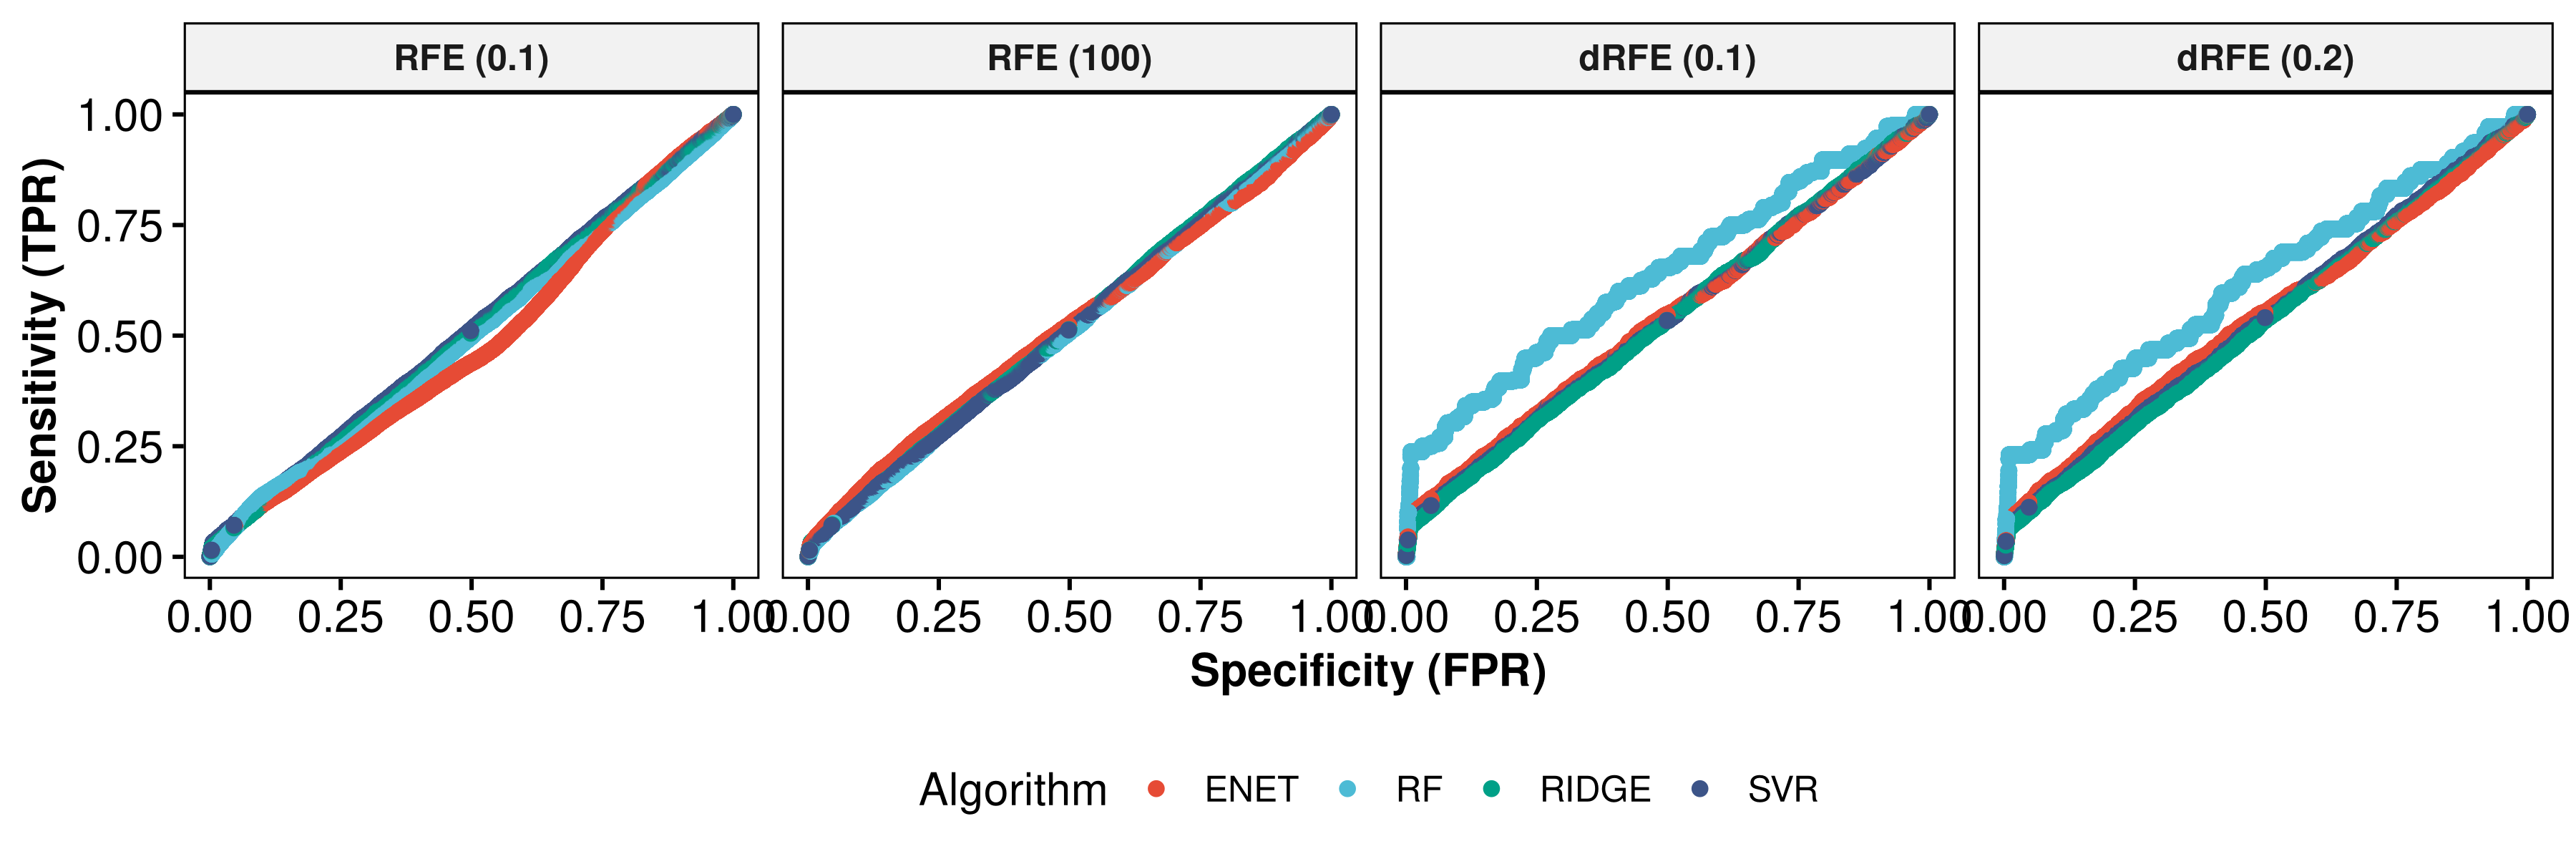 RFE (0.1) RFE (100) dRFE (0.1) dRFE (0.2)
Sensitivity (TPR)
1.00
0.75
0.50
0.25
0.00
0.00 0.25 0.50 0.75 1.00 0.00 0.25 0.50 0.75 1.00 0.00 0.25 0.50 0.75 1.00 0.00 0.25 0.50 0.75 1.00
Specificity (FPR)
Algorithm ENET RF RIDGE SVR